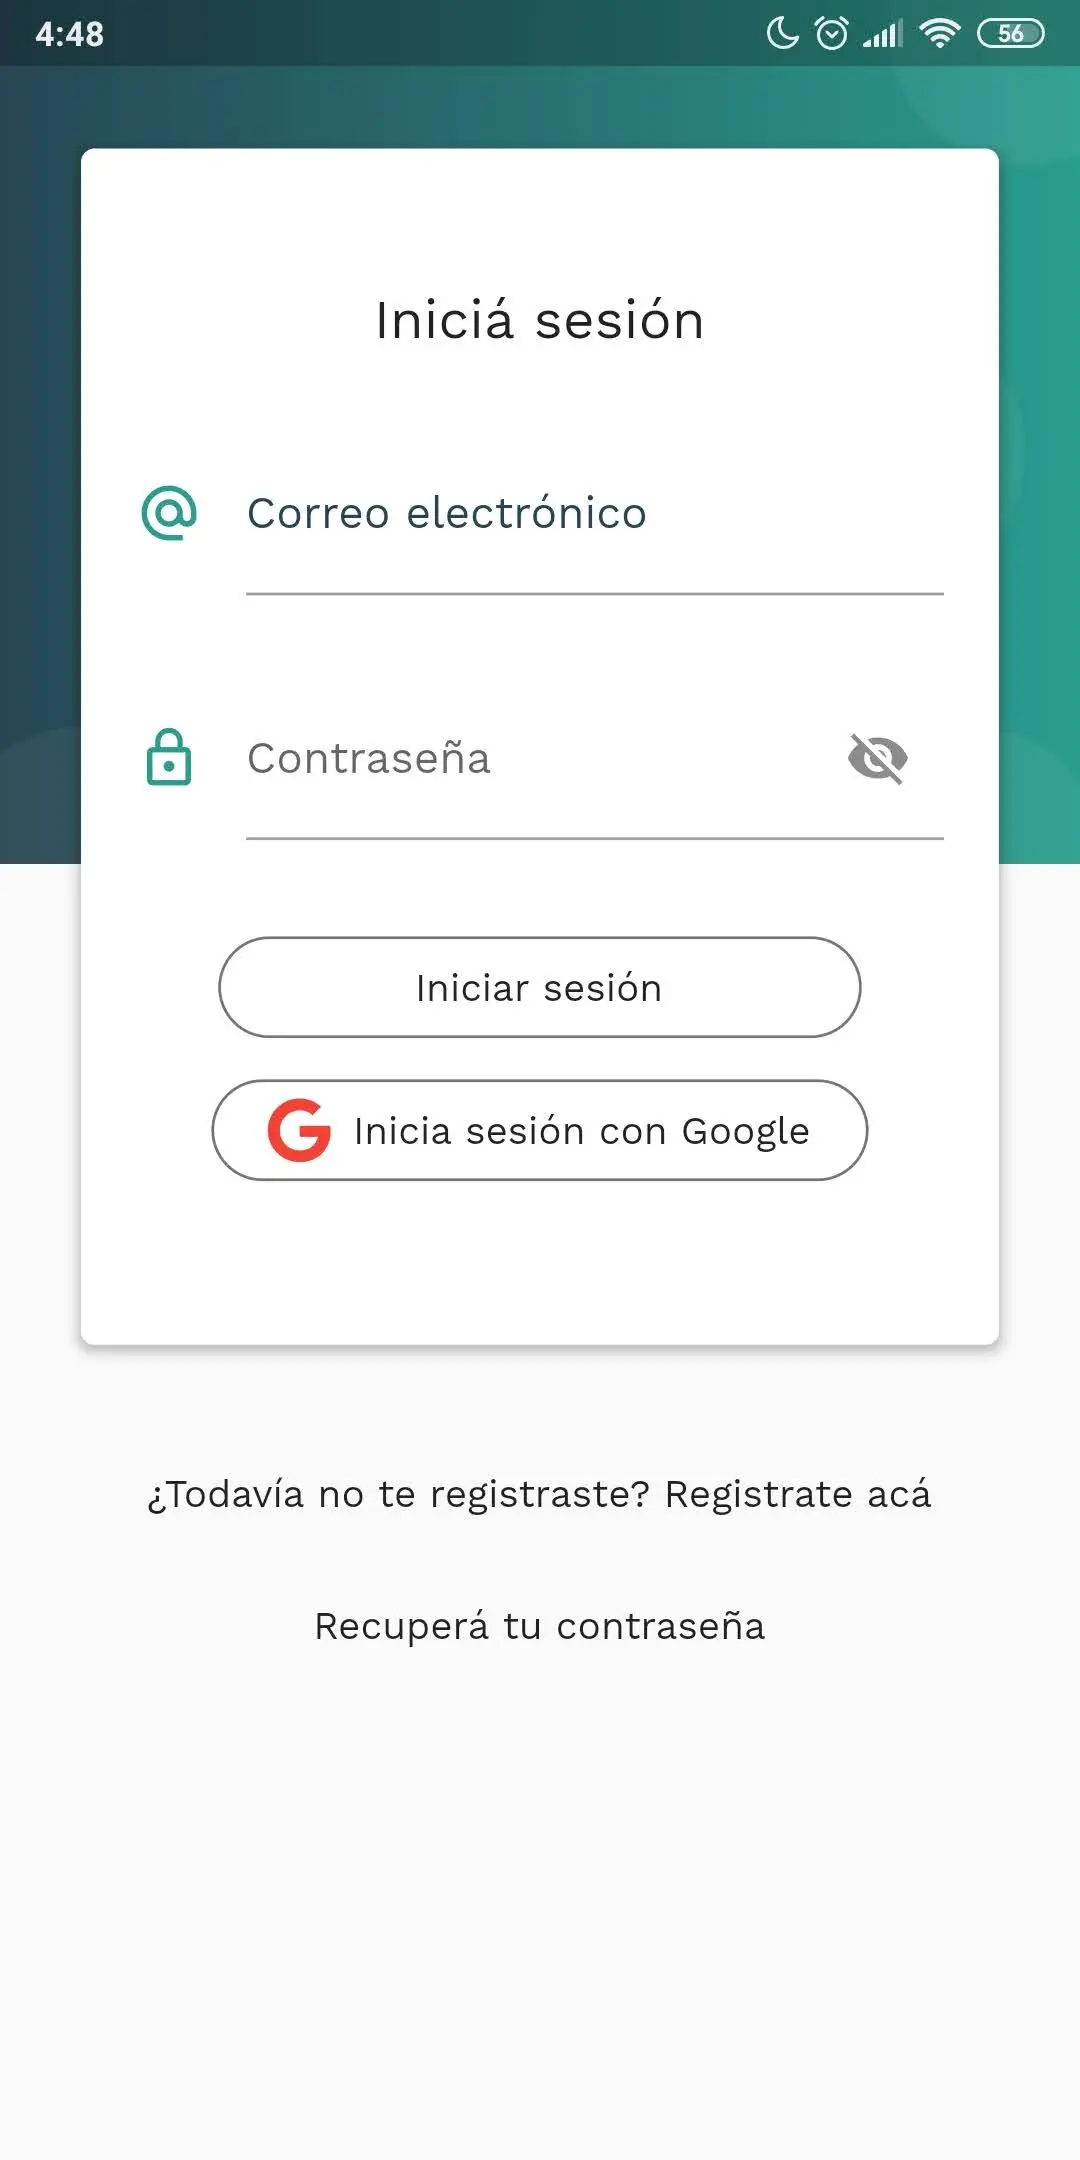 4:48
56
Iniciá sesión
Correo electrónico
Contraseña
Iniciar sesión
Inicia sesión con Google
¿Todavía no te registraste? Registrate acá
Recuperá tu contraseña